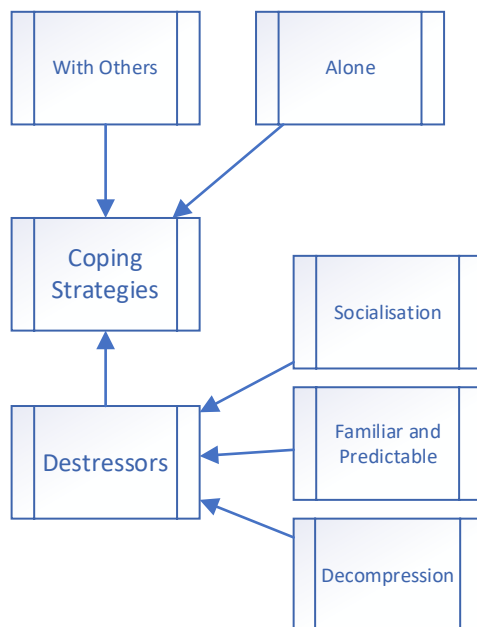 With Others
Alone
Coping
Strategies
Socialisation
Familiar and
Predictable
Destressors
Decompression